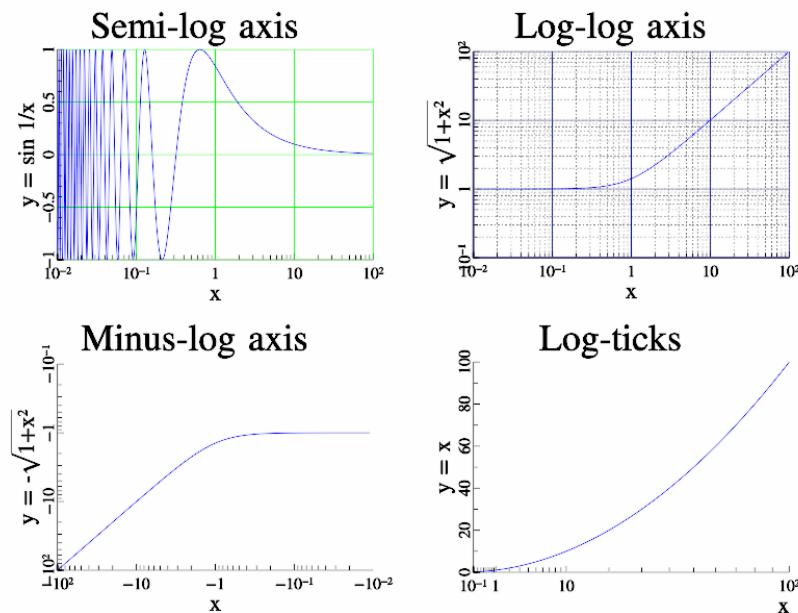 Semi-log axis
y = sin 1/x
1
0.5
0
−0.5
−1
10⁻² 10⁻¹ 1 10 10²
x
Log-log axis
y = √1+x²
10²
10
1
10⁻¹
10⁻² 10⁻¹ 1 10 10²
x
Minus-log axis
y = -√1+x²
−10⁻¹
−1
−10
−10²
−10² −10 −1 −10⁻¹ −10⁻²
x
Log-ticks
y = x
100
80
60
40
20
0
10⁻¹ 1 10 10²
x